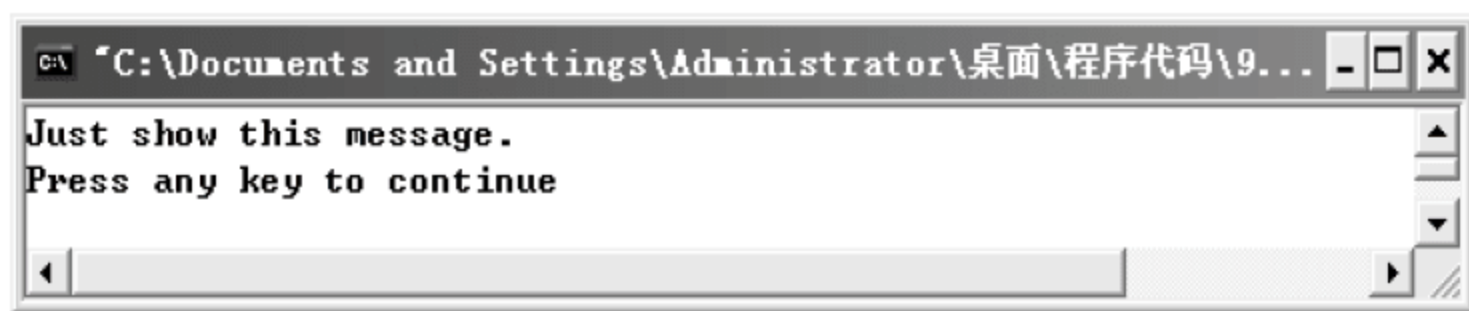 "C:\Documents and Settings\Administrator\桌面\程序代码\9...
Just show this message.
Press any key to continue